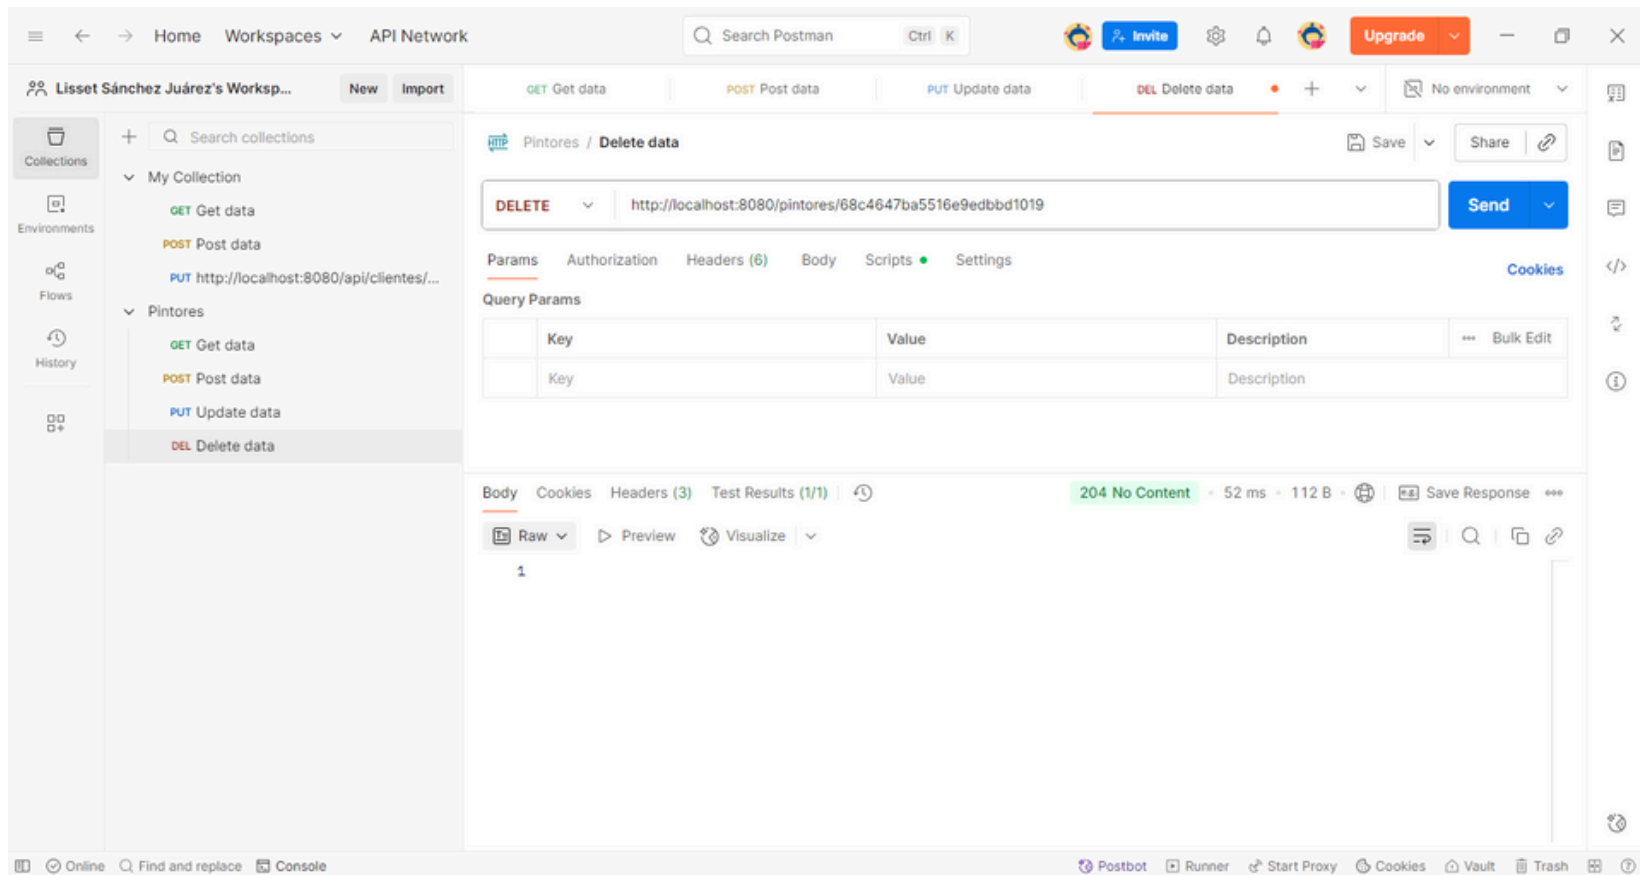 Home Workspaces API Network Search Postman Ctrl K Invite Upgrade
Lisset Sánchez Juárez's Worksp... New Import GET Get data POST Post data PUT Update data DEL Delete data No environment
Search collections
Collections
Pintores / Delete data Save Share
My Collection
GET Get data
DELETE http://localhost:8080/pintores/68c4647ba5516e9edbbd1019 Send
Environments
POST Post data
Params Authorization Headers (6) Body Scripts Settings
Cookies
PUT http://localhost:8080/api/clientes/...
Flows
Query Params
Pintores
Key Value Description Bulk Edit
GET Get data
History
Key Value Description
POST Post data
PUT Update data
DEL Delete data
Body Cookies Headers (3) Test Results (1/1) 204 No Content 52 ms 112 B e.g. Save Response
Raw Preview Visualize
1
Online Find and replace Console Postbot Runner Start Proxy Cookies Vault Trash